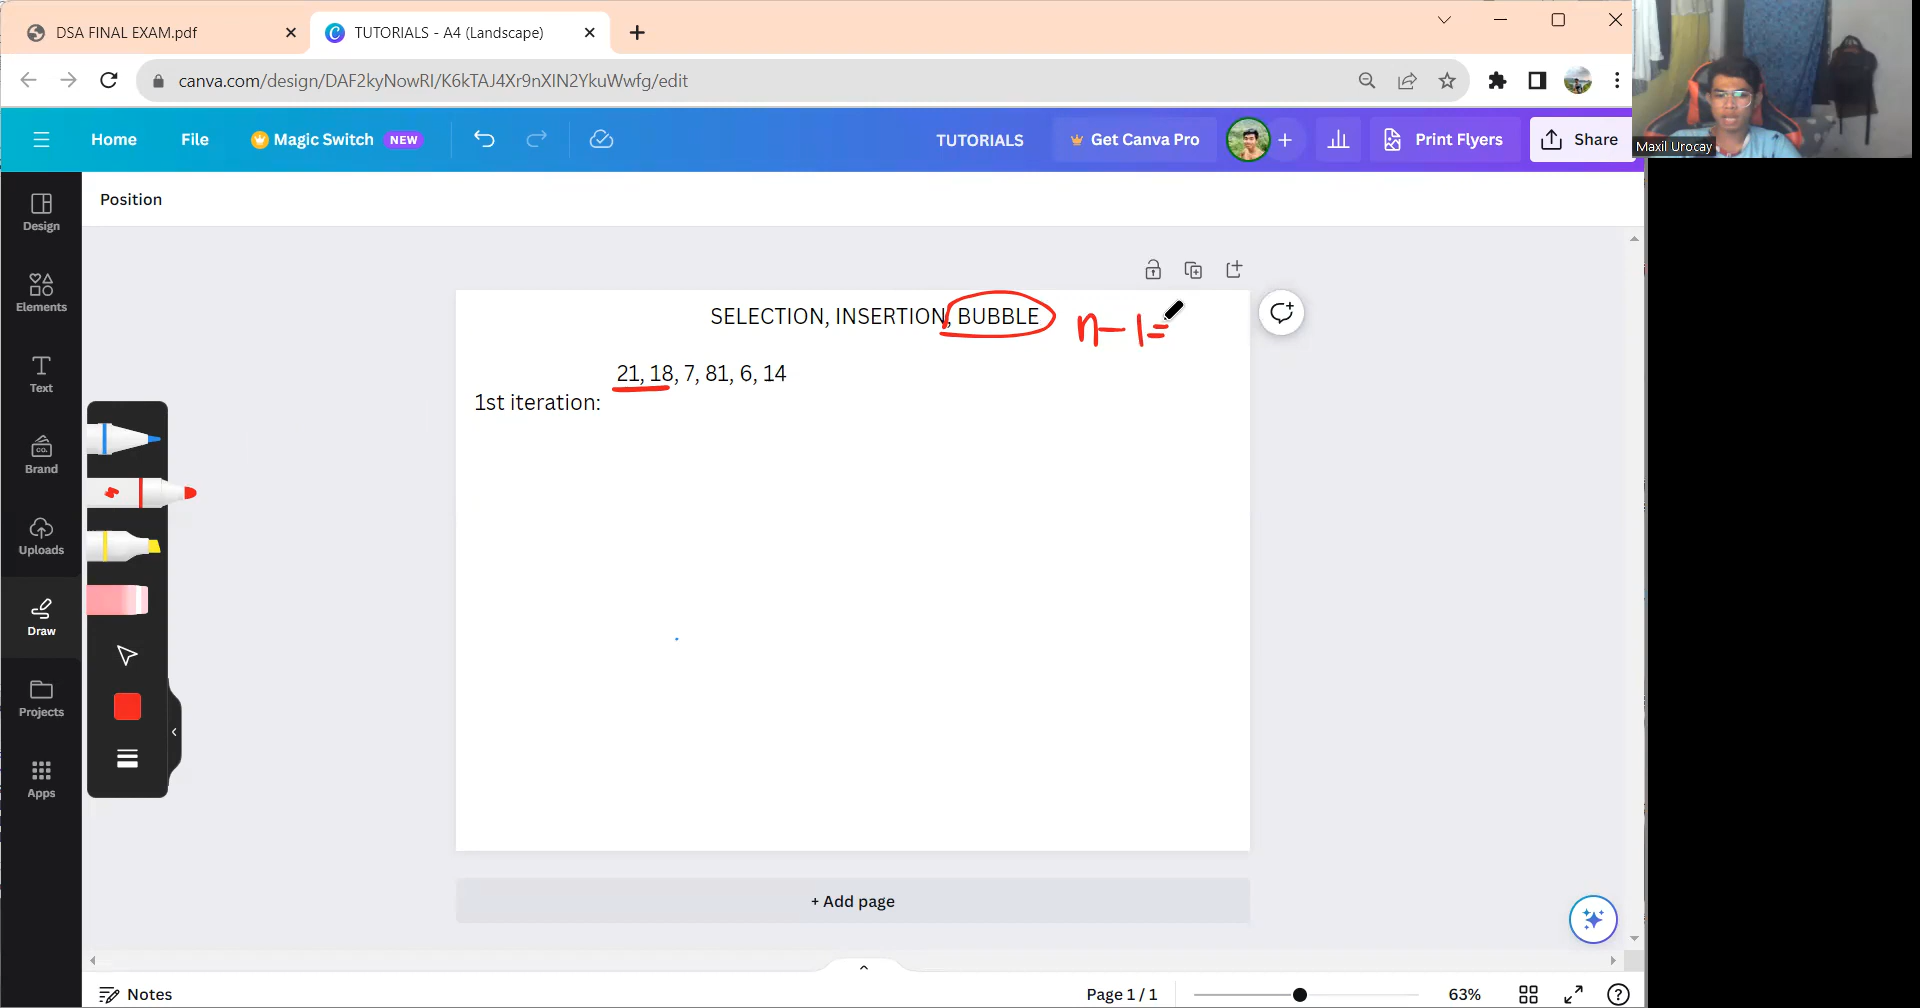 DSA FINAL EXAM.pdf
TUTORIALS - A4 (Landscape)
canva.com/design/DAF2kyNowRI/K6kTAJ4Xr9nXIN2YkuWwfg/edit
Home
File
Magic Switch NEW
TUTORIALS
Get Canva Pro
Print Flyers
Share
Maxil Urocay
Position
Design
Elements
Text
Brand
Uploads
Draw
Projects
Apps
SELECTION, INSERTION, BUBBLE
n-1=
21, 18, 7, 81, 6, 14
1st iteration:
+ Add page
Notes
Page 1 / 1
63%